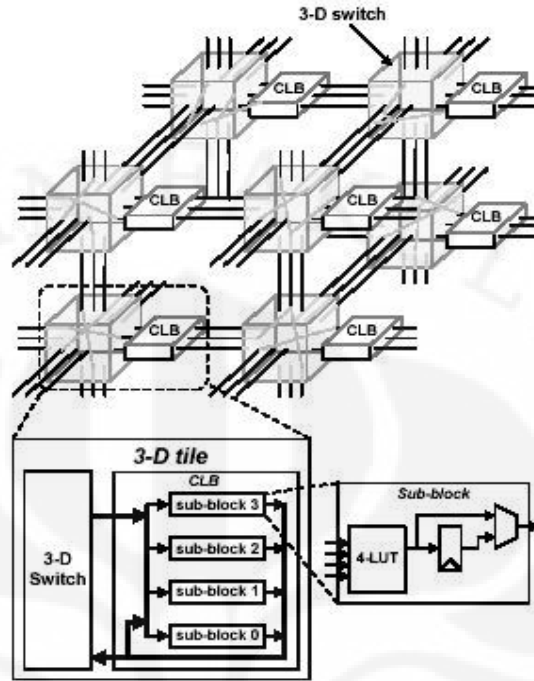 3-D switch
CLB
CLB
CLB
CLB
CLB
CLB
CLB
3-D tile
CLB
3-D
Switch
sub-block 3
sub-block 2
sub-block 1
sub-block 0
Sub-block
4-LUT